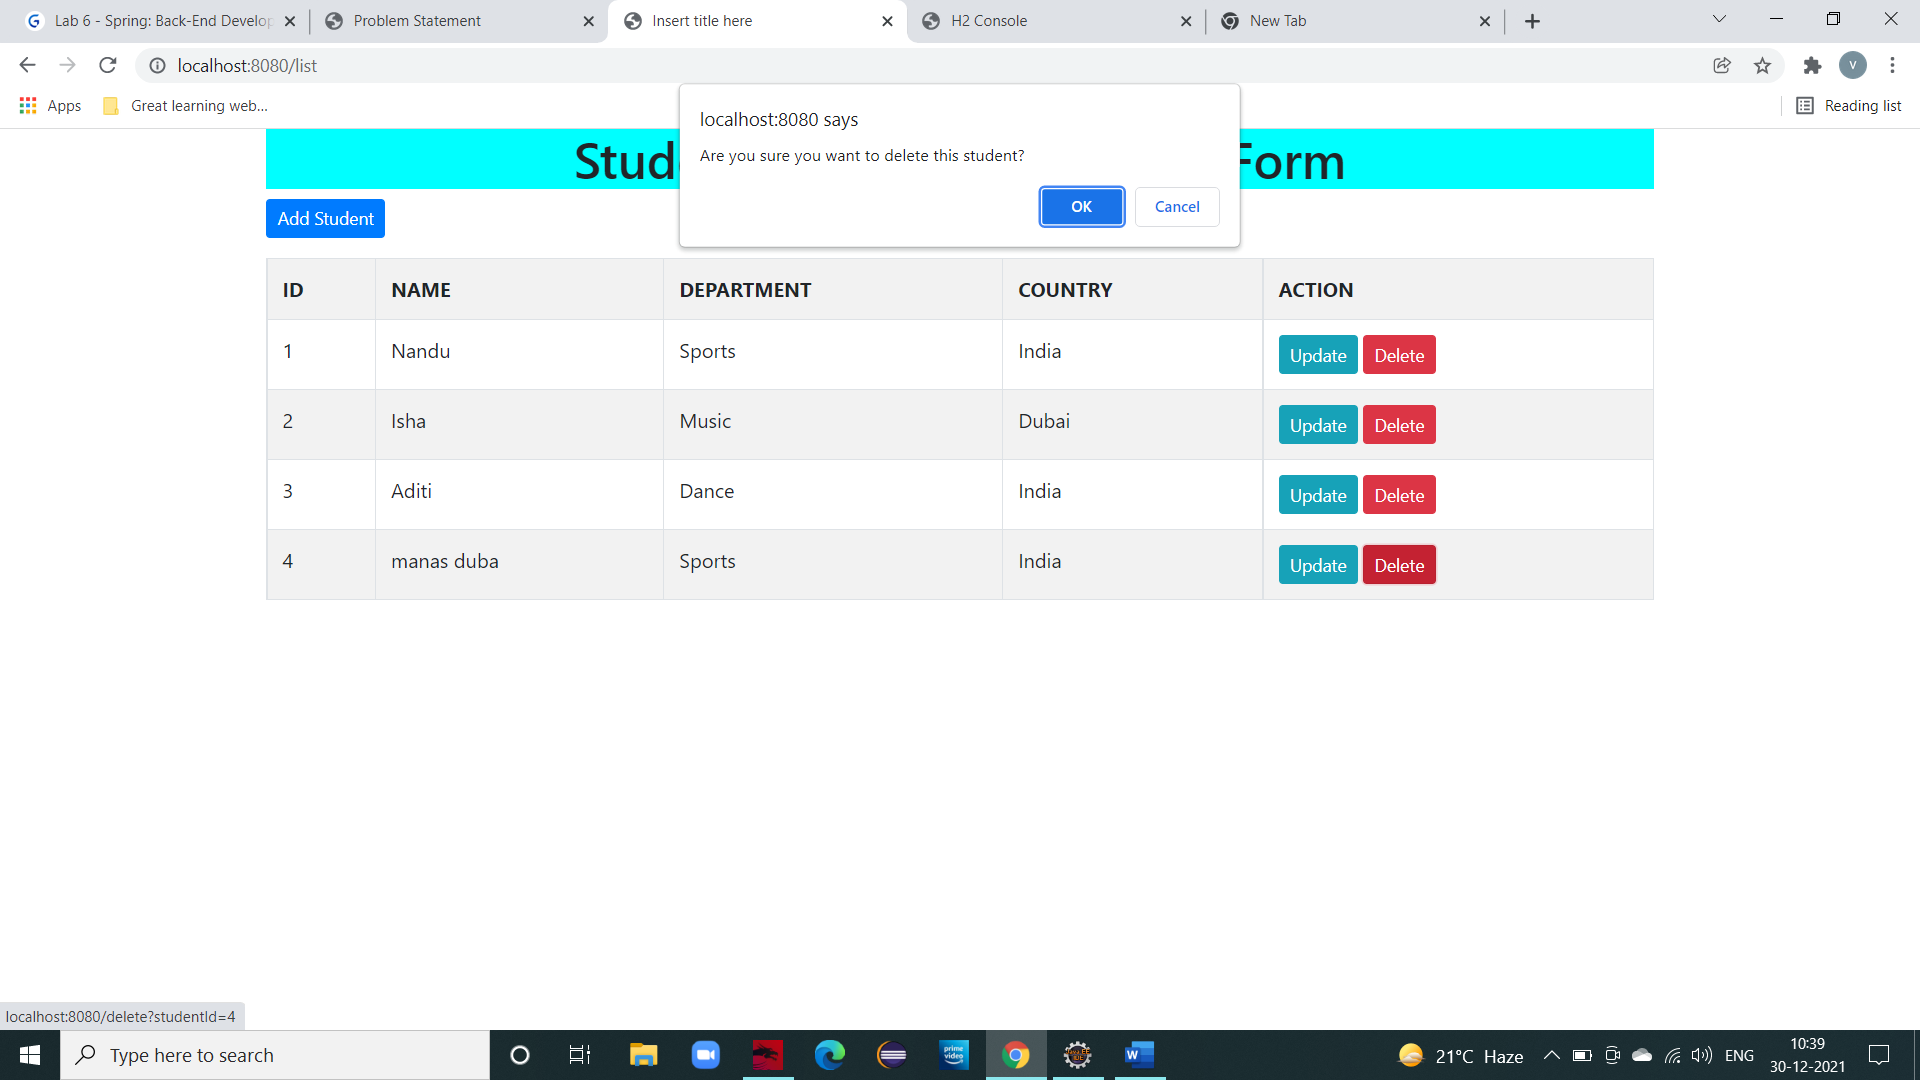 Lab 6 - Spring: Back-End Develop
Problem Statement
Insert title here
H2 Console
New Tab
localhost:8080/list
V
Apps
Great learning web...
Reading list
localhost:8080 says
Are you sure you want to delete this student?
OK
Cancel
Form
Add Student
ID NAME DEPARTMENT COUNTRY ACTION
1 Nandu Sports India Update Delete
2 Isha Music Dubai Update Delete
3 Aditi Dance India Update Delete
4 manas duba Sports India Update Delete
localhost:8080/delete?studentId=4
Type here to search
prime video
W
21°C Haze
ENG
10:39
30-12-2021